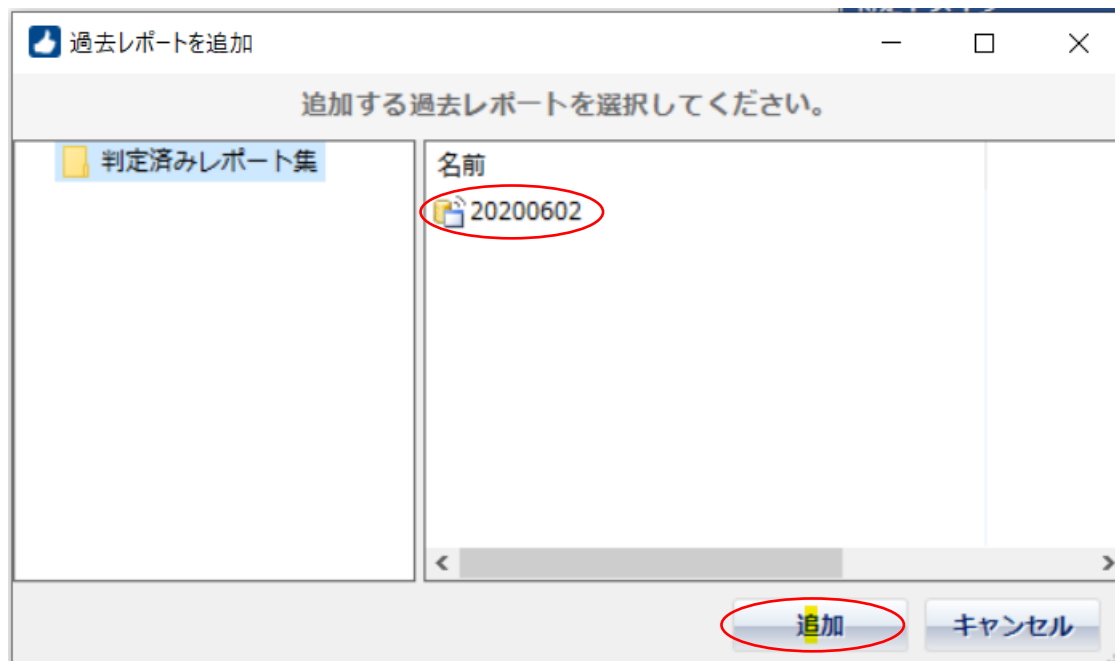 過去レポートを追加
追加する過去レポートを選択してください。
判定済みレポート集
名前
20200602
追加
キャンセル